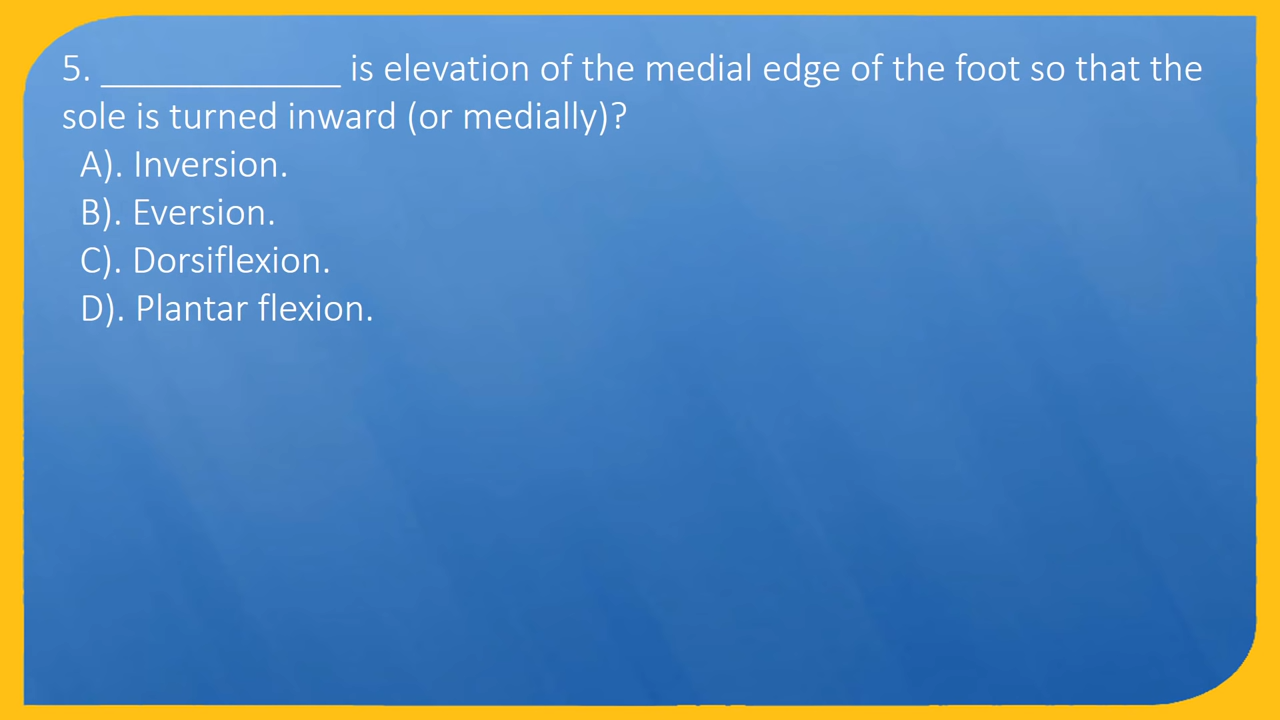 5. _____________ is elevation of the medial edge of the foot so that the
sole is turned inward (or medially)?
A). Inversion.
B). Eversion.
C). Dorsiflexion.
D). Plantar flexion.